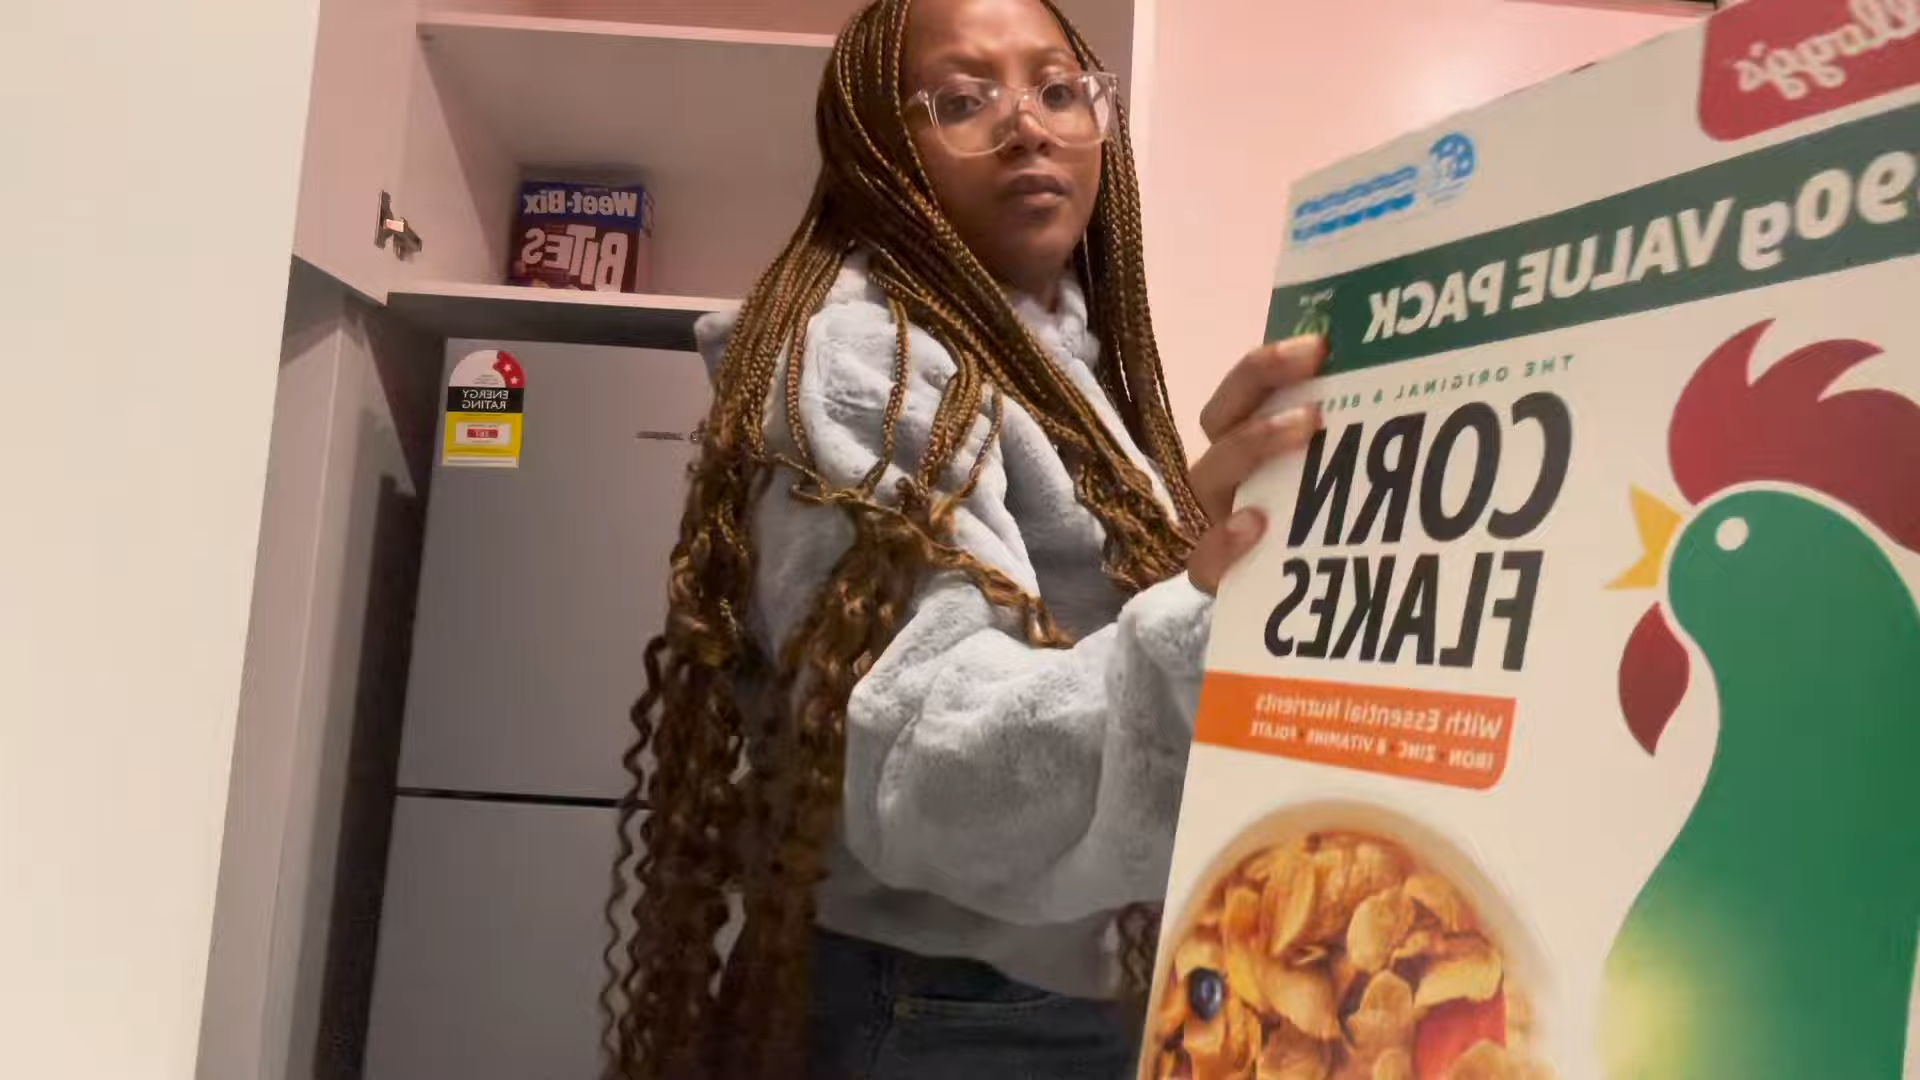 Weet-Bix
BiTES
ENERGY
RATING
Kellogg's
90g VALUE PACK
THE ORIGINAL & BEST
CORN
FLAKES
With Essential Nutrients
IRON · ZINC · B VITAMINS · FOLATE